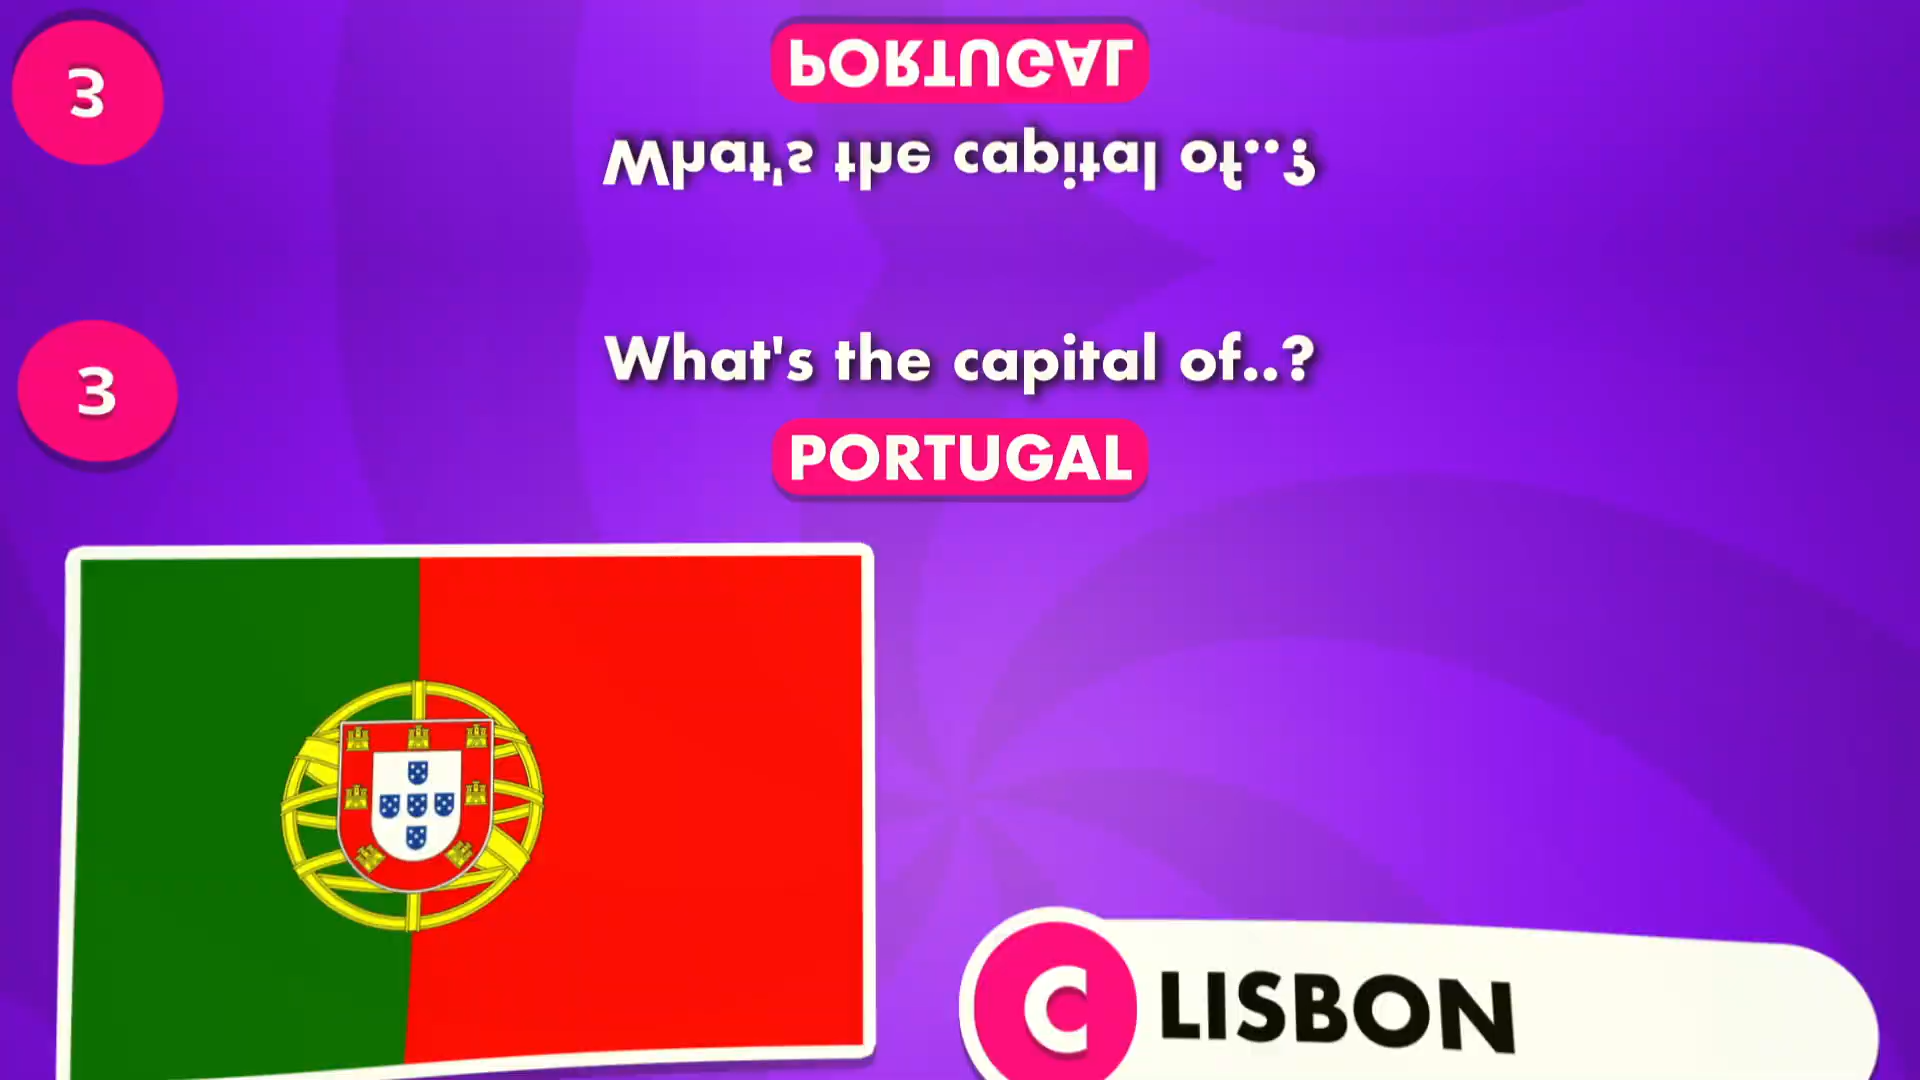 3
PORTUGAL
What's the capital of..?
3
What's the capital of..?
PORTUGAL
C LISBON